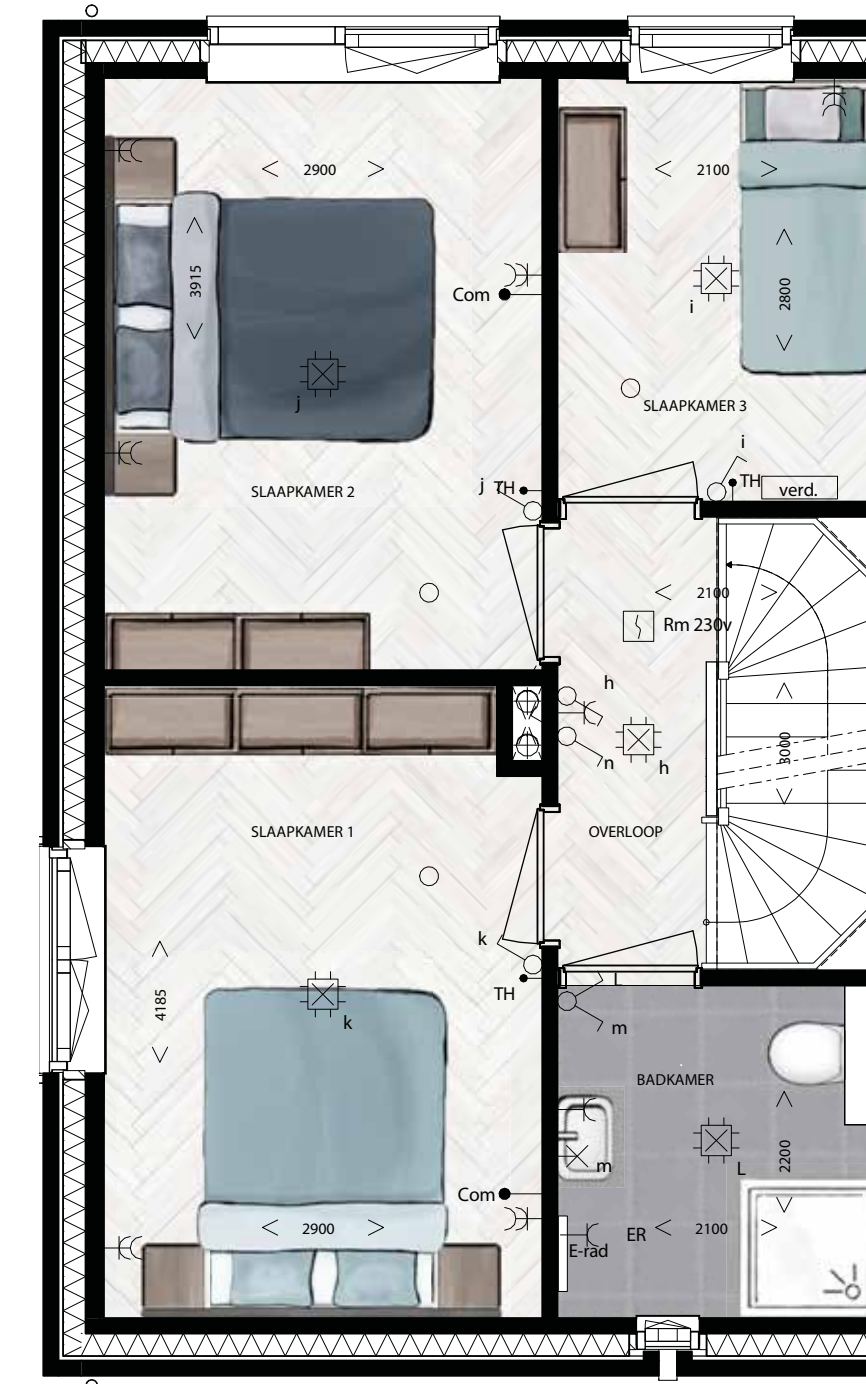 2900
2100
3915
2800
Com
i
j
SLAAPKAMER 3
i
SLAAPKAMER 2
j TH
TH
verd.
2100
Rm 230v
h
3000
n
h
SLAAPKAMER 1
OVERLOOP
k
4185
TH
k
m
BADKAMER
2200
m
L
Com
2900
ER
2100
E-rad